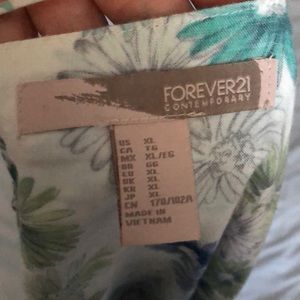 FOREVER21
CONTEMPORARY
US XL
CA TG
MX XL/EG
BR GG
EU XL
UK XL
KR XL
JP XL
CN 170/102A
MADE IN
VIETNAM